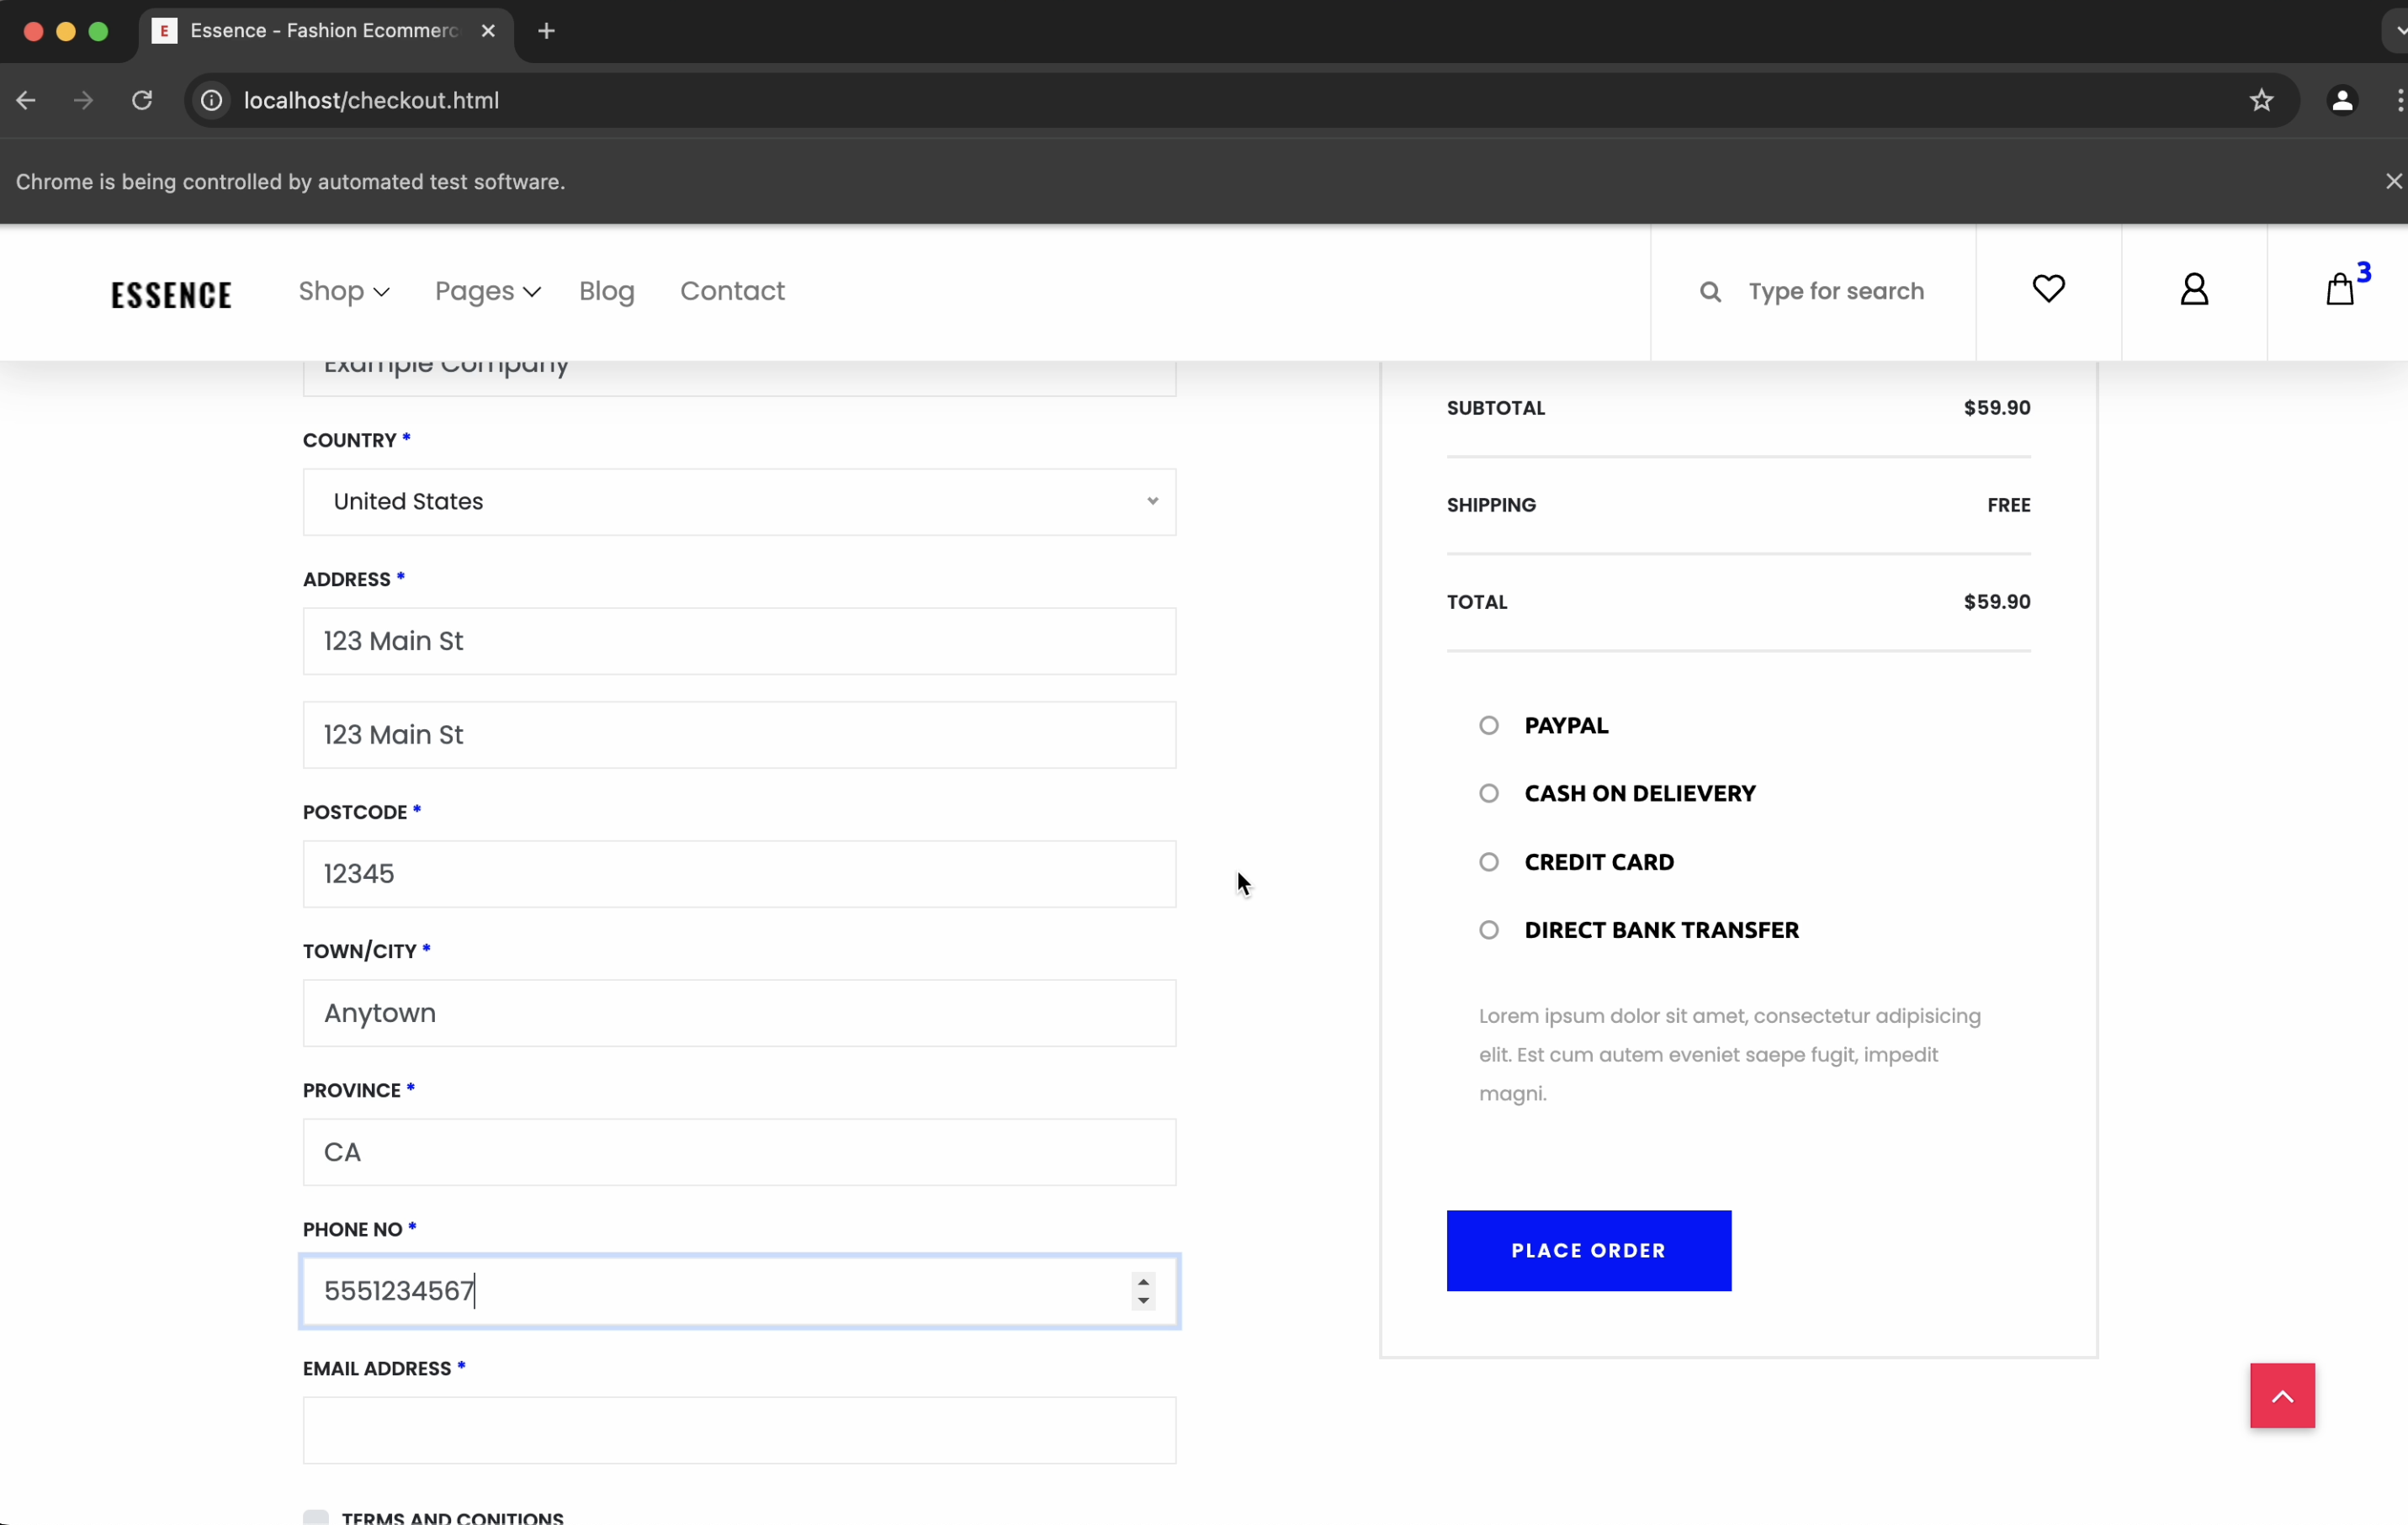 E Essence - Fashion Ecommerc
localhost/checkout.html
Chrome is being controlled by automated test software.
ESSENCE Shop Pages Blog Contact Type for search 3
Example Company
COUNTRY *
United States
ADDRESS *
123 Main St
123 Main St
POSTCODE *
12345
TOWN/CITY *
Anytown
PROVINCE *
CA
PHONE NO *
5551234567
EMAIL ADDRESS *
TERMS AND CONITIONS
SUBTOTAL $59.90
SHIPPING FREE
TOTAL $59.90
PAYPAL
CASH ON DELIEVERY
CREDIT CARD
DIRECT BANK TRANSFER
Lorem ipsum dolor sit amet, consectetur adipisicing
elit. Est cum autem eveniet saepe fugit, impedit
magni.
PLACE ORDER